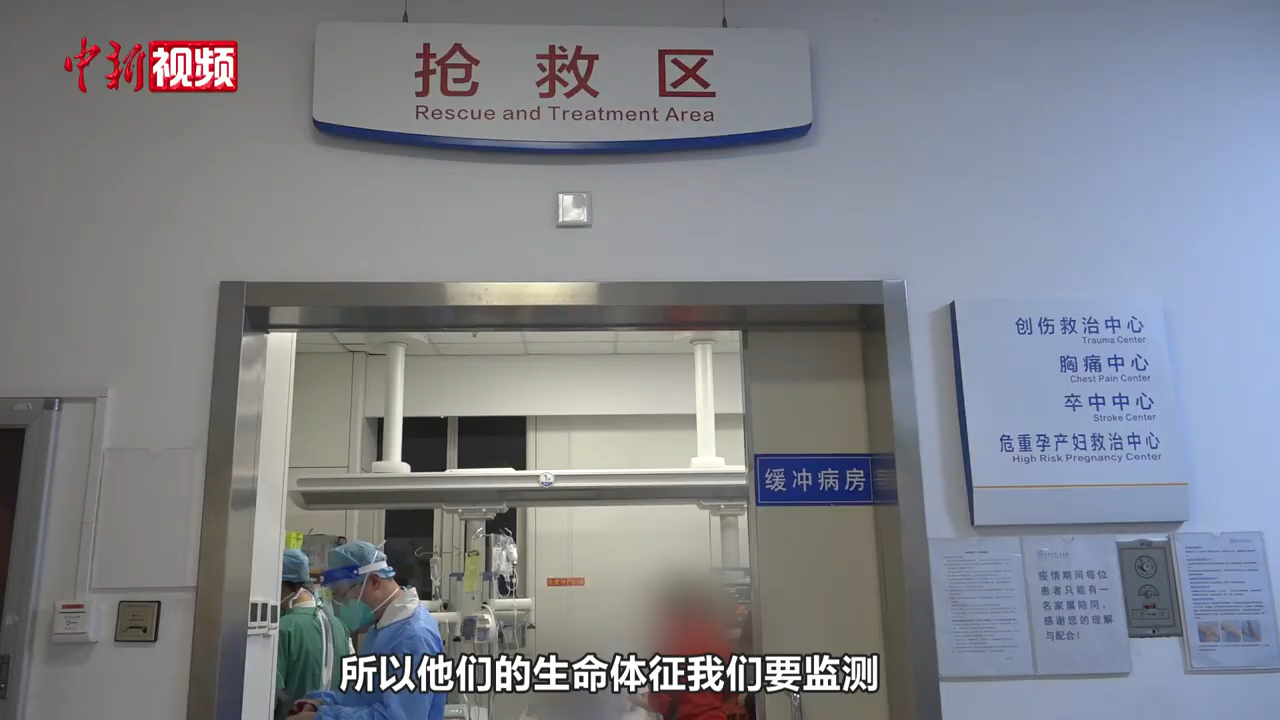 中新视频
抢救区
Rescue and Treatment Area
创伤救治中心
Trauma Center
胸痛中心
Chest Pain Center
卒中中心
Stroke Center
危重孕产妇救治中心
High Risk Pregnancy Center
缓冲病房
疫情期间每位
患者只能有一
名家属陪同，
感谢您的理解
与配合！
所以他们的生命体征我们要监测